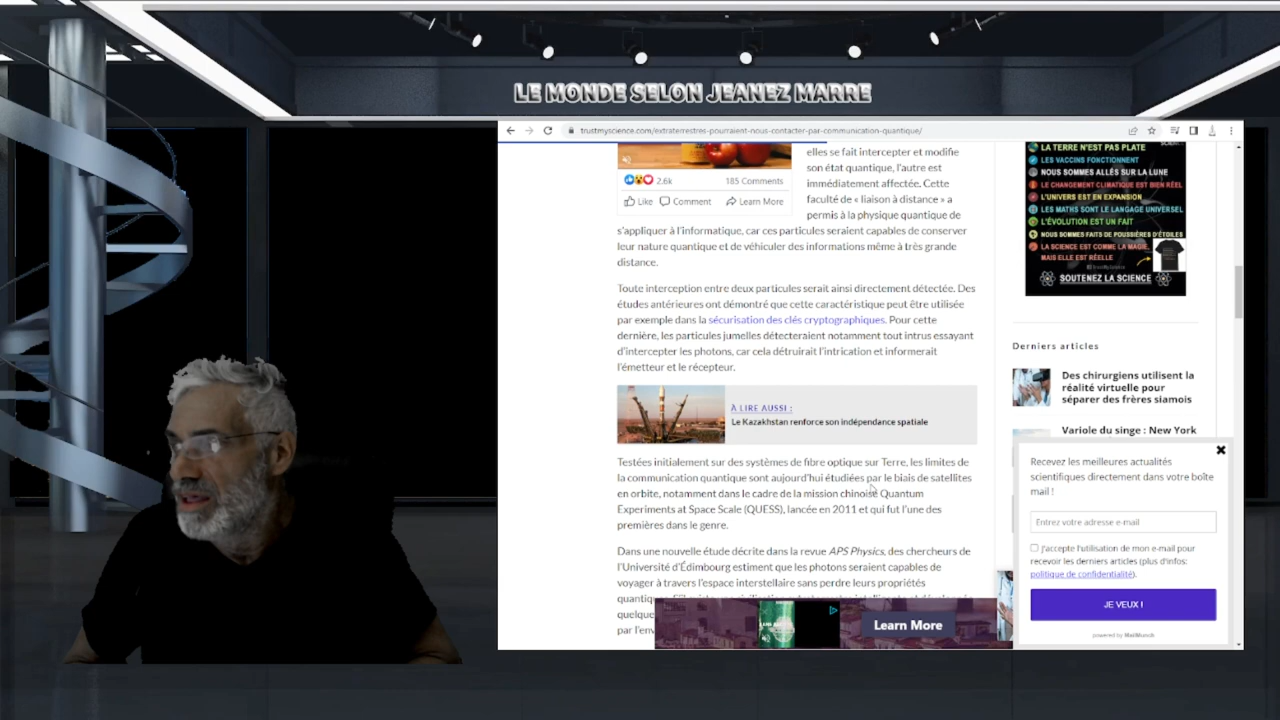 LE MONDE SELON JEANEZ MARRE
trustmyscience.com/extraterrestres-pourraient-nous-contacter-par-communication-quantique/
2.6k
185 Comments
Like
Comment
Learn More
elles se fait intercepter et modifie
son état quantique, l'autre est
immédiatement affectée. Cette
faculté de « liaison à distance » a
permis à la physique quantique de
s'appliquer à l'informatique, car ces particules seraient capables de conserver
leur nature quantique et de véhiculer des informations même à très grande
distance.
Toute interception entre deux particules serait ainsi directement détectée. Des
études antérieures ont démontré que cette caractéristique peut être utilisée
par exemple dans la sécurisation des clés cryptographiques. Pour cette
dernière, les particules jumelles détecteraient notamment tout intrus essayant
d'intercepter les photons, car cela détruirait l'intrication et informerait
l'émetteur et le récepteur.
À LIRE AUSSI :
Le Kazakhstan renforce son indépendance spatiale
Testées initialement sur des systèmes de fibre optique sur Terre, les limites de
la communication quantique sont aujourd'hui étudiées par le biais de satellites
en orbite, notamment dans le cadre de la mission chinoise Quantum
Experiments at Space Scale (QUESS), lancée en 2011 et qui fut l'une des
premières dans le genre.
Dans une nouvelle étude décrite dans la revue APS Physics, des chercheurs de
l'Université d'Édimbourg estiment que les photons seraient capables de
voyager à travers l'espace interstellaire sans perdre leurs propriétés
quelque
par l'env
Learn More
LA TERRE N'EST PAS PLATE
LES VACCINS FONCTIONNENT
NOUS SOMMES ALLÉS SUR LA LUNE
LE CHANGEMENT CLIMATIQUE EST BIEN RÉEL
L'UNIVERS EST EN EXPANSION
LES MATHS SONT LE LANGAGE UNIVERSEL
L'ÉVOLUTION EST UN FAIT
NOUS SOMMES FAITS DE POUSSIÈRES D'ÉTOILES
LA SCIENCE EST COMME LA MAGIE,
MAIS ELLE EST RÉELLE
SOUTENEZ LA SCIENCE
Derniers articles
Des chirurgiens utilisent la
réalité virtuelle pour
séparer des frères siamois
Variole du singe : New York
Recevez les meilleures actualités
scientifiques directement dans votre boîte
mail !
Entrez votre adresse e-mail
J'accepte l'utilisation de mon e-mail pour
recevoir les derniers articles (plus d'infos:
politique de confidentialité).
JE VEUX !
powered by MailMunch